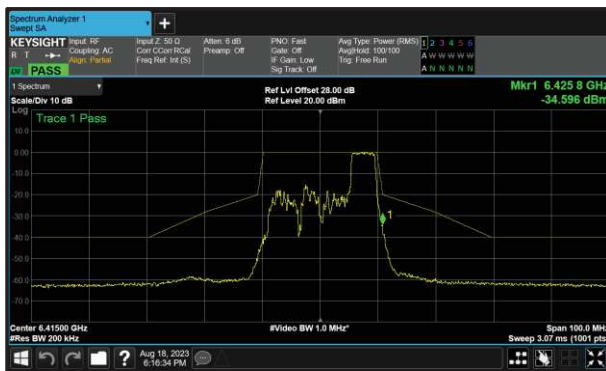 Spectrum Analyzer 1
Swept SA
+
KEYSIGHT Input: RF Input Z: 50 Ω Atten: 6 dB PNO: Fast Avg Type: Power (RMS) 1 2 3 4 5 6
R T Coupling: AC Corr CCorr RCal Preamp: Off Gate: Off Avg|Hold: 100/100 A W W W W W
Align: Partial Freq Ref: Int (S) IF Gain: Low Trig: Free Run
PASS Sig Track: Off A N N N N N
1 Spectrum Ref Lvl Offset 28.00 dB Mkr1 6.425 8 GHz
Scale/Div 10 dB Ref Level 20.00 dBm -34.596 dBm
Log
Trace 1 Pass
10.0
0.00
-10.0
-20.0
-30.0
1
-40.0
-50.0
-60.0
-70.0
Center 6.41500 GHz #Video BW 1.0 MHz* Span 100.0 MHz
#Res BW 200 kHz Sweep 3.07 ms (1001 pts)
? Aug 18, 2023
6:16:34 PM